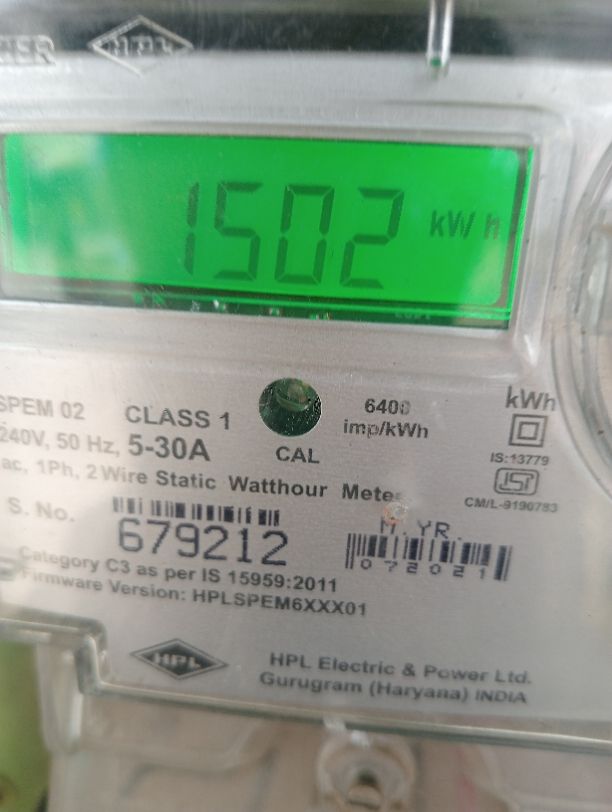 HPL
1502 kWh
SPEM 02 CLASS 1 6400 imp/kWh kWh
240V, 50 Hz, 5-30A
CAL
IS:13779
ISI
CM/L-9190783
ac, 1Ph, 2 Wire Static Watthour Meter
S. No. 679212
M.YR.
072021
Category C3 as per IS 15959:2011
Firmware Version: HPLSPEM6XXX01
HPL
HPL Electric & Power Ltd.
Gurugram (Haryana) INDIA